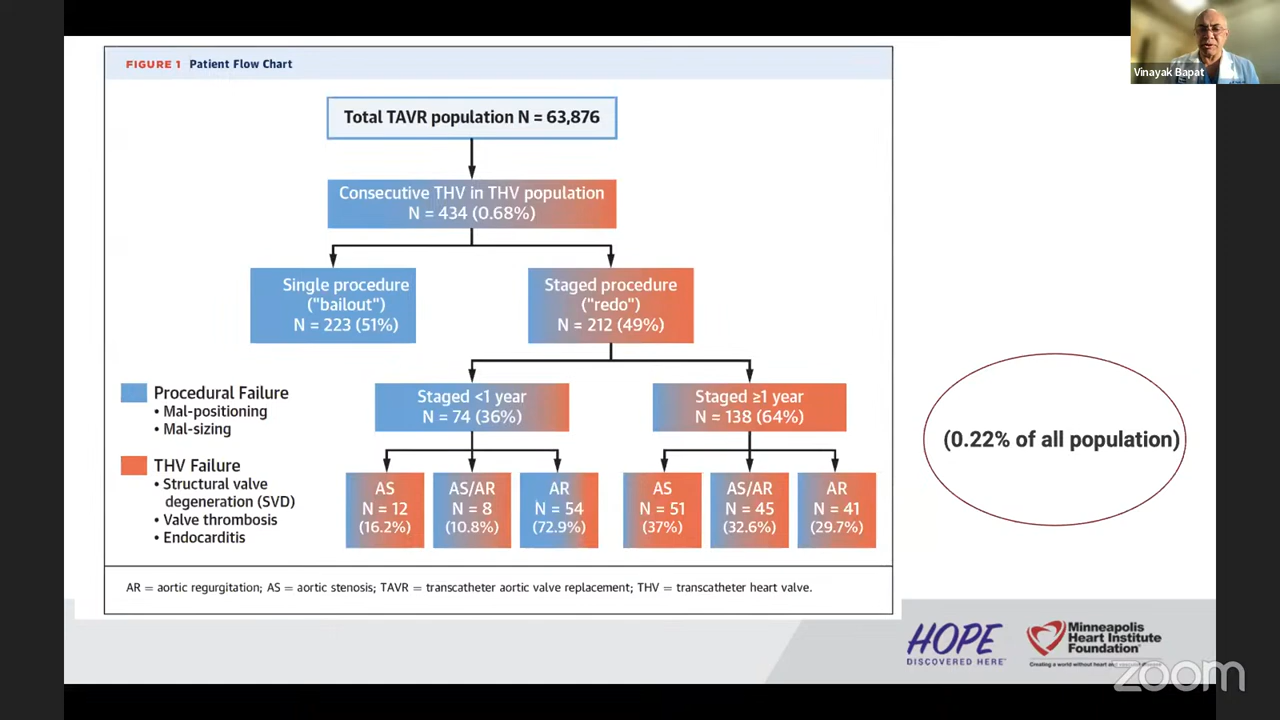 FIGURE 1 Patient Flow Chart
Total TAVR population N = 63,876
Consecutive THV in THV population
N = 434 (0.68%)
Single procedure
("bailout")
N = 223 (51%)
Staged procedure
("redo")
N = 212 (49%)
Staged <1 year
N = 74 (36%)
Staged ≥1 year
N = 138 (64%)
AS
N = 12
(16.2%)
AS/AR
N = 8
(10.8%)
AR
N = 54
(72.9%)
AS
N = 51
(37%)
AS/AR
N = 45
(32.6%)
AR
N = 41
(29.7%)
Procedural Failure
• Mal-positioning
• Mal-sizing
THV Failure
• Structural valve
degeneration (SVD)
• Valve thrombosis
• Endocarditis
AR = aortic regurgitation; AS = aortic stenosis; TAVR = transcatheter aortic valve replacement; THV = transcatheter heart valve.
(0.22% of all population)
Vinayak Bapat
HOPE
DISCOVERED HERE
Minneapolis
Heart Institute
Foundation
Creating a world without heart and
zoom